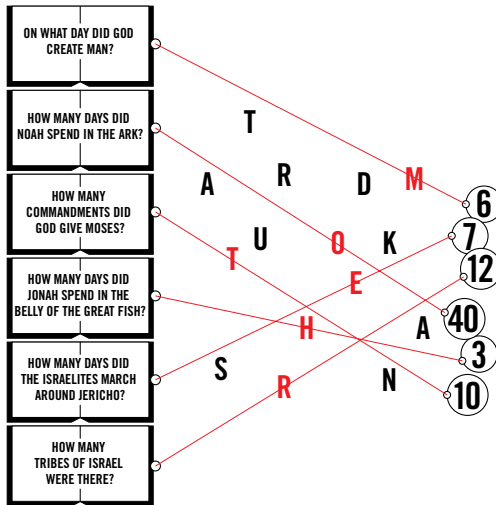 ON WHAT DAY DID GOD
CREATE MAN?
HOW MANY DAYS DID
NOAH SPEND IN THE ARK?
HOW MANY
COMMANDMENTS DID
GOD GIVE MOSES?
HOW MANY DAYS DID
JONAH SPEND IN THE
BELLY OF THE GREAT FISH?
HOW MANY DAYS DID
THE ISRAELITES MARCH
AROUND JERICHO?
HOW MANY
TRIBES OF ISRAEL
WERE THERE?
T
A R D M
U O K
T E
H A
S R N
6
7
12
40
3
10